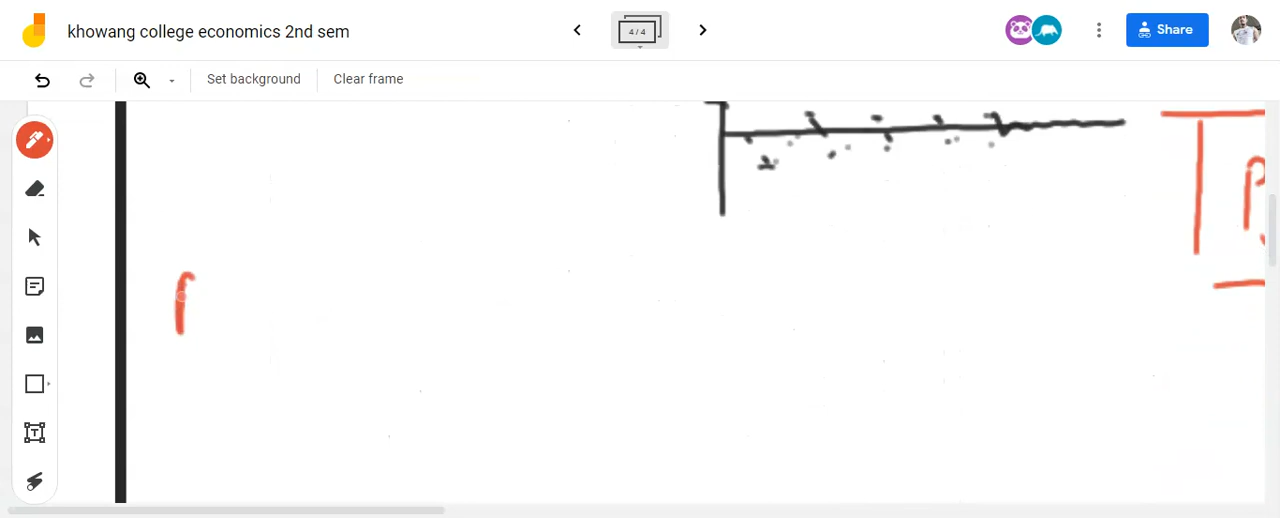 khowang college economics 2nd sem
4 / 4
Share
Set background
Clear frame